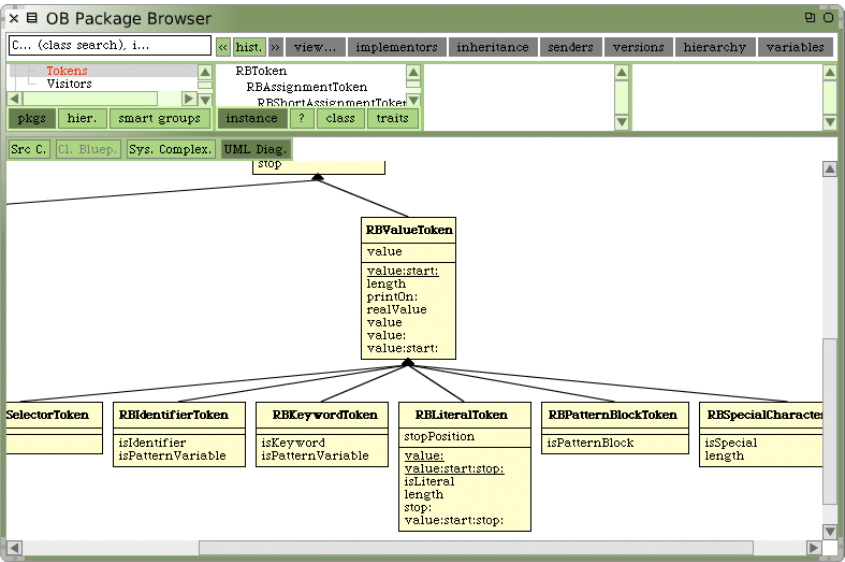 OB Package Browser
C... (class search), i...
« hist. » view... implementors inheritance senders versions hierarchy variables
Tokens
Visitors
RBToken
RBAssignmentToken
RBShortAssignmentToken
pkgs hier. smart groups instance ? class traits
Src C. Cl. Bluep. Sys. Complex. UML Diag.
stop
RBValueToken
value
value:start:
length
printOn:
realValue
value
value:
value:start:
SelectorToken
RBIdentifierToken
isIdentifier
isPatternVariable
RBKeywordToken
isKeyword
isPatternVariable
RBLiteralToken
stopPosition
value:
value:start:stop:
isLiteral
length
stop:
value:start:stop:
RBPatternBlockToken
isPatternBlock
RBSpecialCharacter
isSpecial
length